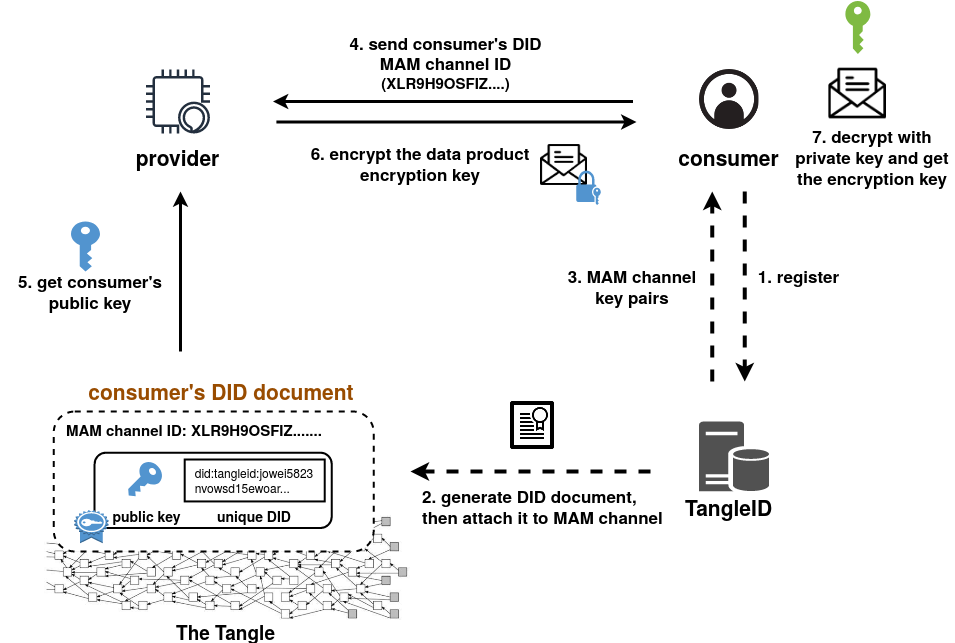 4. send consumer's DID
MAM channel ID
(XLR9H9OSFIZ....)
provider
6. encrypt the data product
encryption key
consumer
7. decrypt with
private key and get
the encryption key
5. get consumer's
public key
3. MAM channel
key pairs
1. register
consumer's DID document
MAM channel ID: XLR9H9OSFIZ.......
did:tangleid:jowei5823
nvowsd15ewoar...
public key
unique DID
2. generate DID document,
then attach it to MAM channel
TangleID
The Tangle